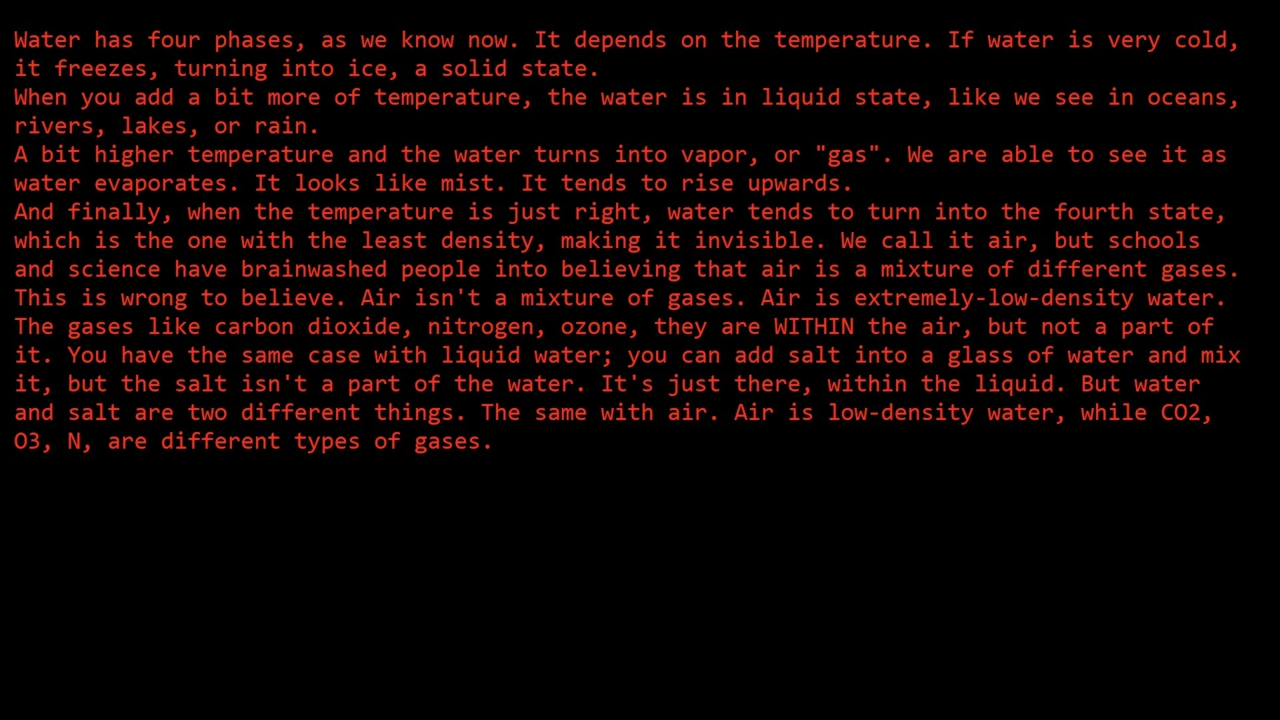 Water has four phases, as we know now. It depends on the temperature. If water is very cold,
it freezes, turning into ice, a solid state.
When you add a bit more of temperature, the water is in liquid state, like we see in oceans,
rivers, lakes, or rain.
A bit higher temperature and the water turns into vapor, or "gas". We are able to see it as
water evaporates. It looks like mist. It tends to rise upwards.
And finally, when the temperature is just right, water tends to turn into the fourth state,
which is the one with the least density, making it invisible. We call it air, but schools
and science have brainwashed people into believing that air is a mixture of different gases.
This is wrong to believe. Air isn't a mixture of gases. Air is extremely-low-density water.
The gases like carbon dioxide, nitrogen, ozone, they are WITHIN the air, but not a part of
it. You have the same case with liquid water; you can add salt into a glass of water and mix
it, but the salt isn't a part of the water. It's just there, within the liquid. But water
and salt are two different things. The same with air. Air is low-density water, while CO2,
O3, N, are different types of gases.